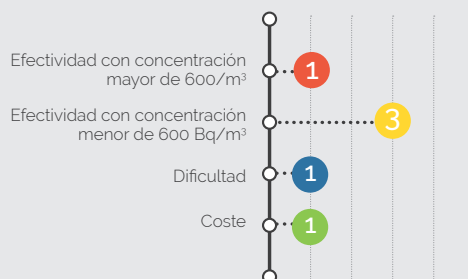 Efectividad con concentración
mayor de 600/m³
1
Efectividad con concentración
menor de 600 Bq/m³
3
Dificultad
1
Coste
1